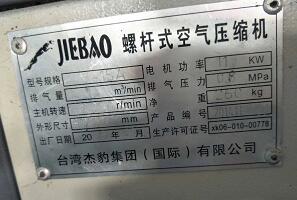 JIEBAO 螺杆式空气压缩机
型号规格 电机功率 KW
排气量 m³/min 排气压力 MPa
主机转速 r/min 净重 kg
外形尺寸 mm 产品编号
出厂日期 20 年 月 生产许可证号 xk06-010-00778
台湾杰豹集团（国际）有限公司